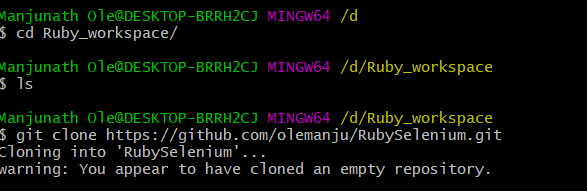 Manjunath Ole@DESKTOP-BRRH2CJ MINGW64 /d
$ cd Ruby_workspace/
Manjunath Ole@DESKTOP-BRRH2CJ MINGW64 /d/Ruby_workspace
$ ls
Manjunath Ole@DESKTOP-BRRH2CJ MINGW64 /d/Ruby_workspace
$ git clone https://github.com/olemanju/RubySelenium.git
Cloning into 'RubySelenium'...
warning: You appear to have cloned an empty repository.